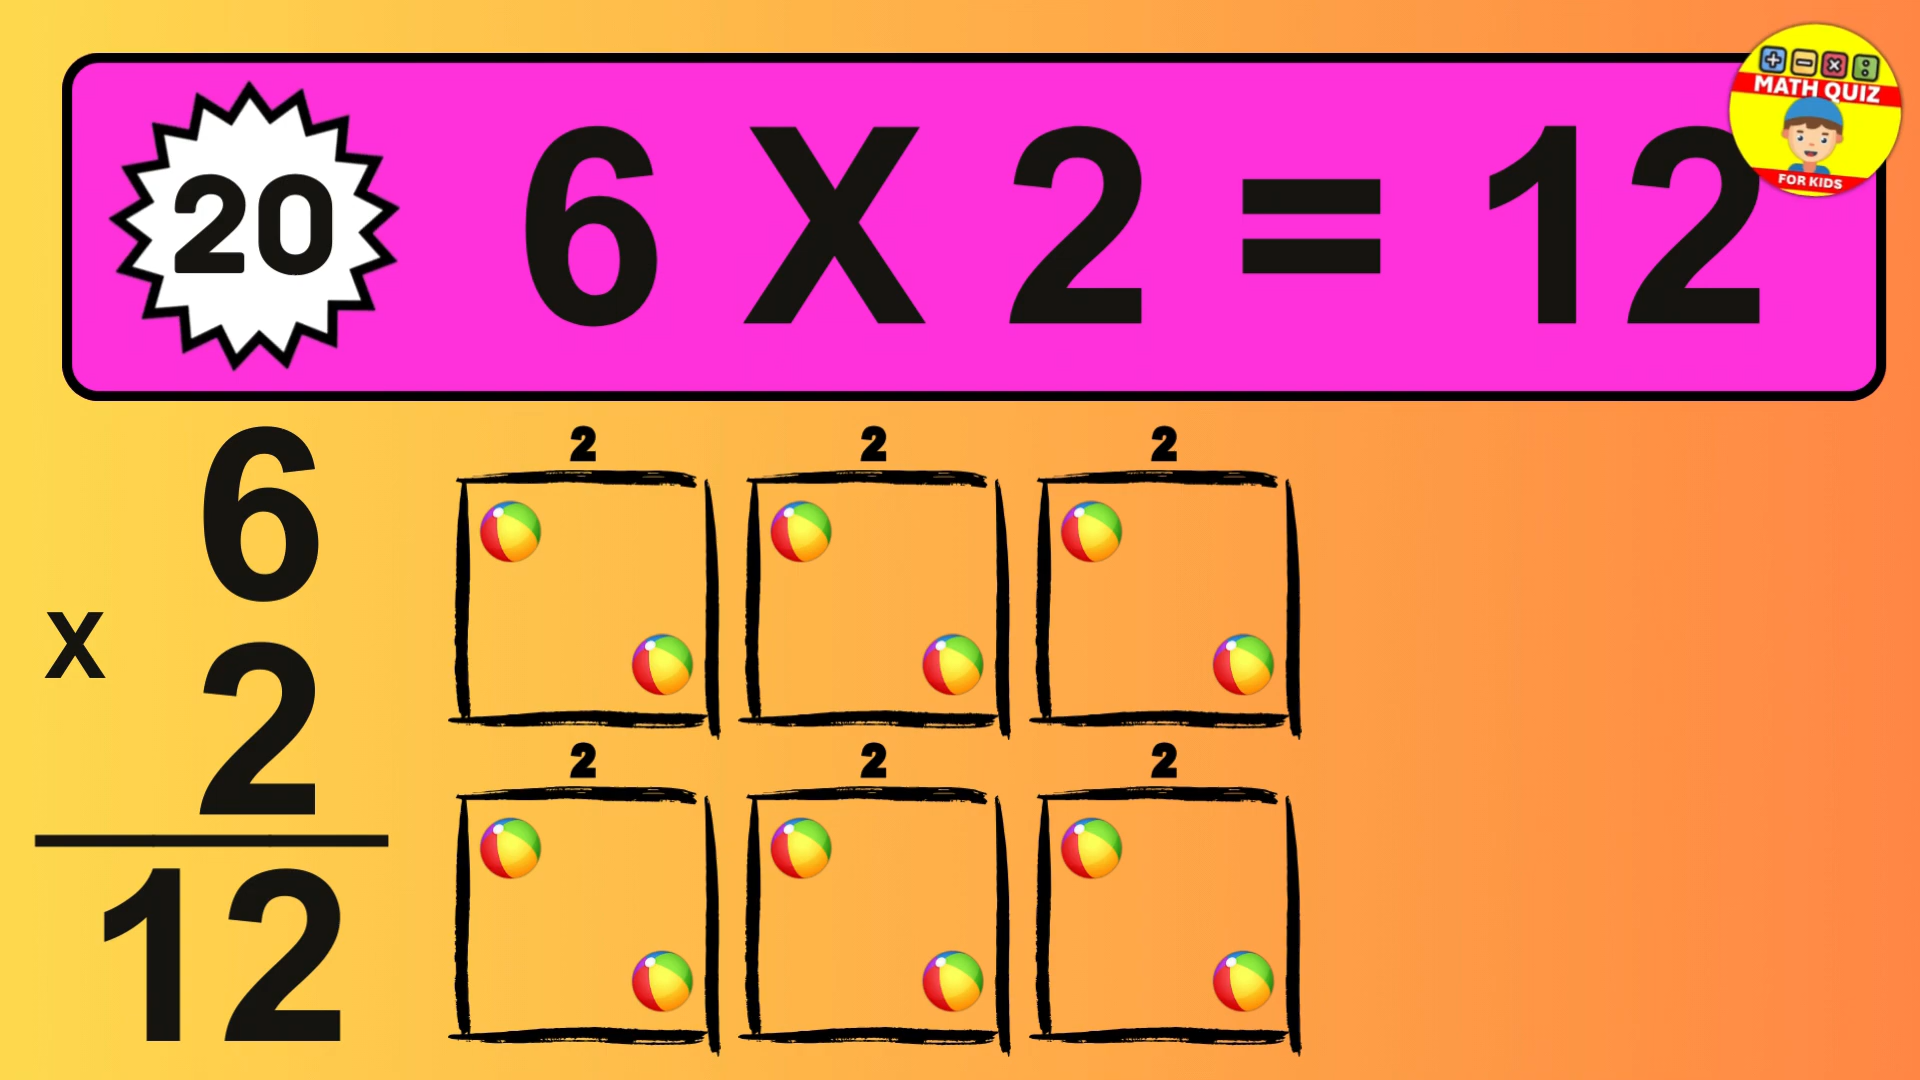 20 6 X 2 = 12
+ − × ÷
MATH QUIZ
FOR KIDS
6
X
2
12
2 2 2
2 2 2